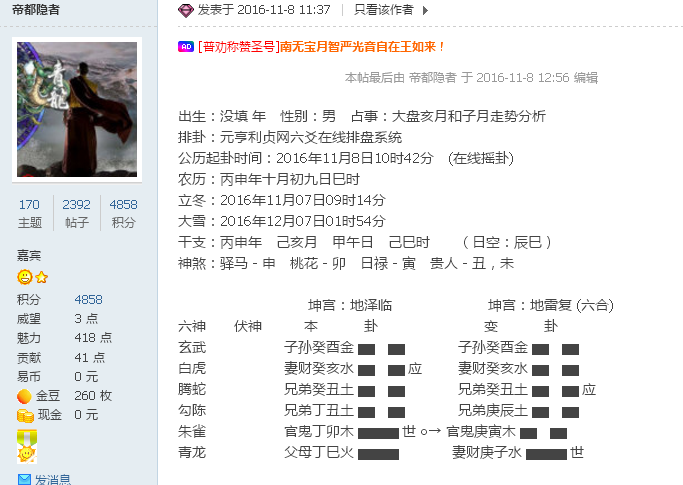 帝都隐者
发表于 2016-11-8 11:37 | 只看该作者
AD [普劝称赞圣号]南无宝月智严光音自在王如来！
本帖最后由 帝都隐者 于 2016-11-8 12:56 编辑
青龙
170 2392 4858
主题 帖子 积分
嘉宾
积分 4858
威望 3 点
魅力 418 点
贡献 41 点
易币 0 元
金豆 260 枚
现金 0 元
发消息
出生：没填 年 性别：男 占事：大盘亥月和子月走势分析
排卦：元亨利贞网六爻在线排盘系统
公历起卦时间：2016年11月8日10时42分 (在线摇卦)
农历：丙申年十月初九日巳时
立冬：2016年11月07日09时14分
大雪：2016年12月07日01时54分
干支：丙申年 己亥月 甲午日 己巳时 （日空：辰巳）
神煞：驿马－申 桃花－卯 日禄－寅 贵人－丑，未
坤宫：地泽临 坤宫：地雷复 (六合)
六神 伏神 本 卦 变 卦
玄武 子孙癸酉金 子孙癸酉金
白虎 妻财癸亥水 应 妻财癸亥水
腾蛇 兄弟癸丑土 兄弟癸丑土 应
勾陈 兄弟丁丑土 兄弟庚辰土
朱雀 官鬼丁卯木 世 ○→ 官鬼庚寅木
青龙 父母丁巳火 妻财庚子水 世